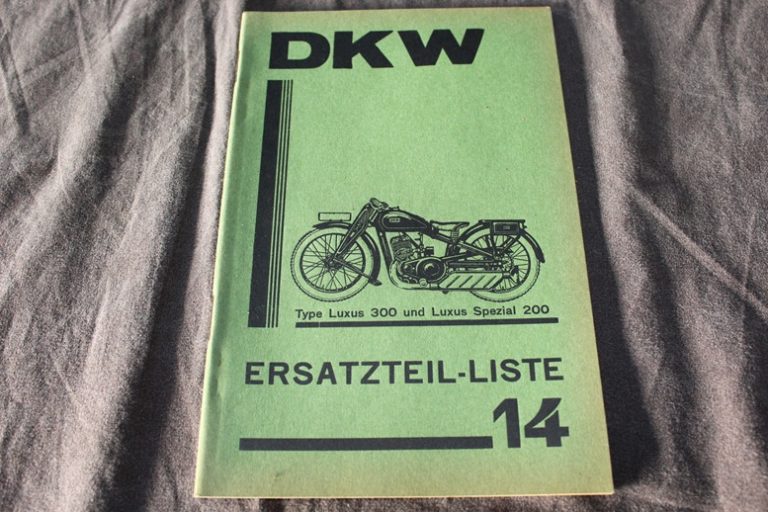 DKW
Type Luxus 300 und Luxus Spezial 200
ERSATZTEIL-LISTE
14